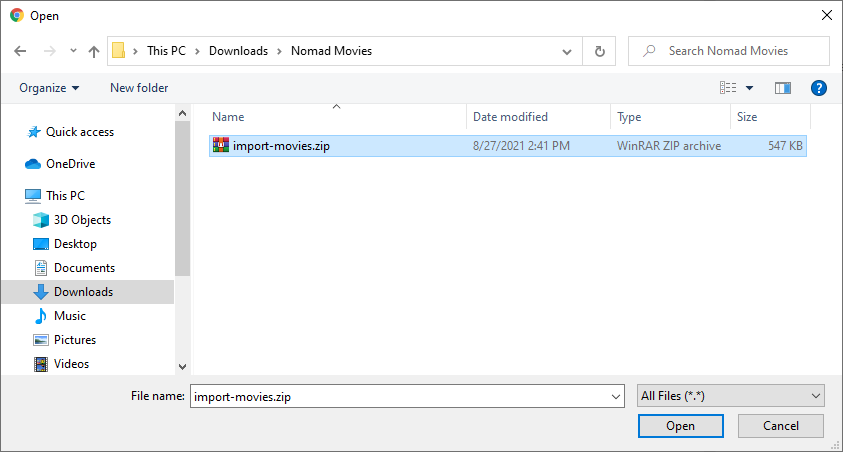 Open
This PC > Downloads > Nomad Movies
Search Nomad Movies
Organize
New folder
Name
Date modified
Type
Size
import-movies.zip
8/27/2021 2:41 PM
WinRAR ZIP archive
547 KB
Quick access
OneDrive
This PC
3D Objects
Desktop
Documents
Downloads
Music
Pictures
Videos
File name:
import-movies.zip
All Files (*.*)
Open
Cancel